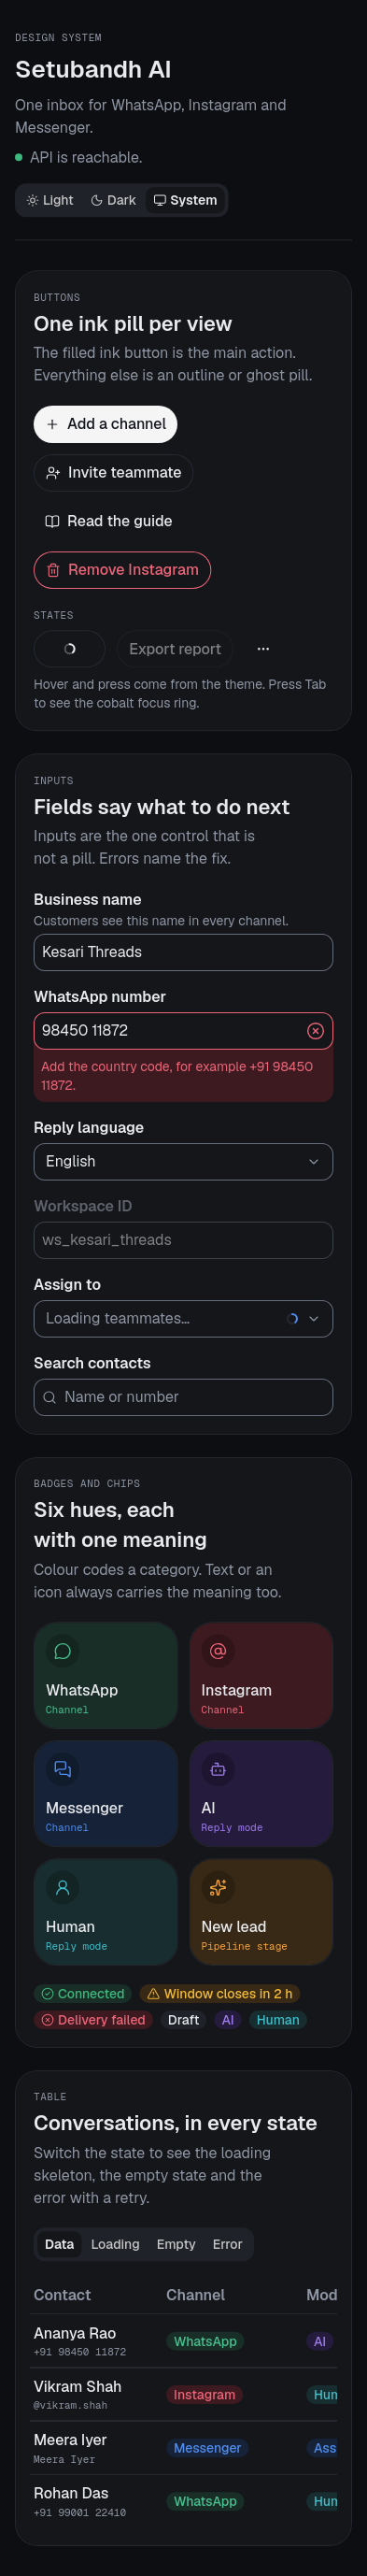 DESIGN SYSTEM
Setubandh AI
One inbox for WhatsApp, Instagram and
Messenger.
API is reachable.
Light Dark System
BUTTONS
One ink pill per view
The filled ink button is the main action.
Everything else is an outline or ghost pill.
Add a channel
Invite teammate
Read the guide
Remove Instagram
STATES
Export report
Hover and press come from the theme. Press Tab
to see the cobalt focus ring.
INPUTS
Fields say what to do next
Inputs are the one control that is
not a pill. Errors name the fix.
Business name
Customers see this name in every channel.
Kesari Threads
WhatsApp number
98450 11872
Add the country code, for example +91 98450
11872.
Reply language
English
Workspace ID
ws_kesari_threads
Assign to
Loading teammates...
Search contacts
Name or number
BADGES AND CHIPS
Six hues, each
with one meaning
Colour codes a category. Text or an
icon always carries the meaning too.
WhatsApp
Channel
Instagram
Channel
Messenger
Channel
AI
Reply mode
Human
Reply mode
New lead
Pipeline stage
Connected Window closes in 2 h
Delivery failed Draft AI Human
TABLE
Conversations, in every state
Switch the state to see the loading
skeleton, the empty state and the
error with a retry.
Data Loading Empty Error
Contact Channel Mod
Ananya Rao WhatsApp AI
+91 98450 11872
Vikram Shah Instagram Hun
@vikram.shah
Meera Iyer Messenger Ass
Meera Iyer
Rohan Das WhatsApp Hun
+91 99001 22410